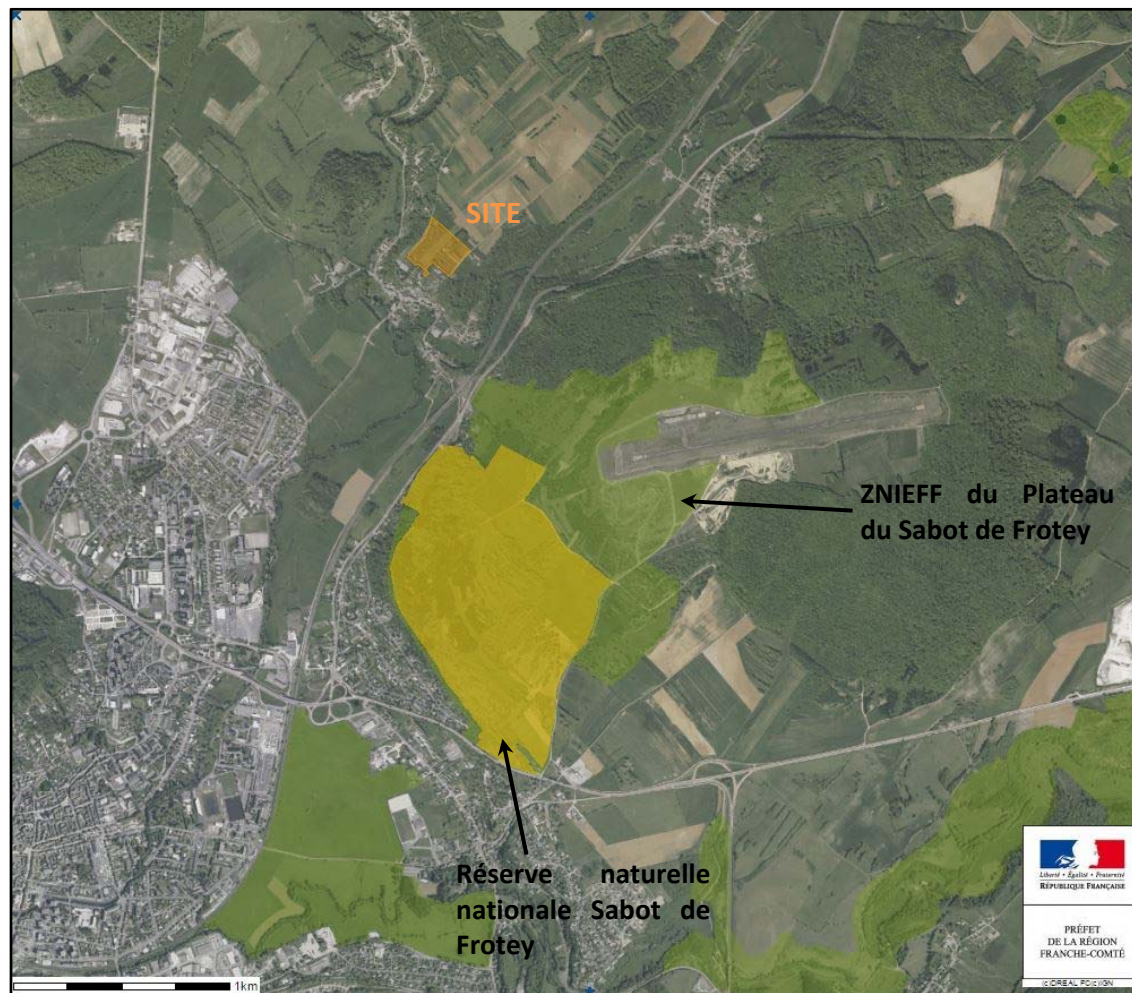 SITE
ZNIEFF du Plateau
du Sabot de Frotey
Réserve naturelle
nationale Sabot de
Frotey
Liberté • Égalité • Fraternité
RÉPUBLIQUE FRANÇAISE
PRÉFET
DE LA RÉGION
FRANCHE-COMTÉ
(c)DREAL FC(c)IGN
1km